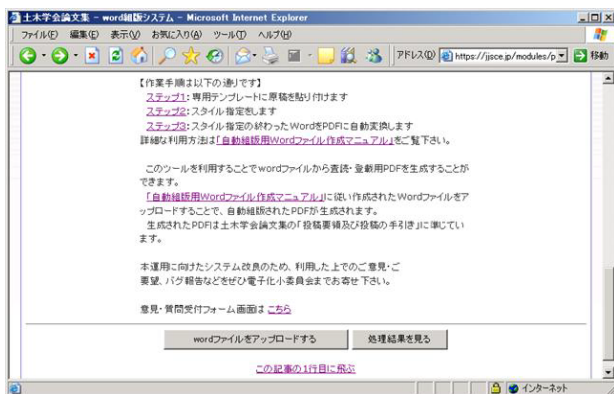 土木学会論文集 - word組版システム - Microsoft Internet Explorer
ファイル(F) 編集(E) 表示(V) お気に入り(A) ツール(T) ヘルプ(H)
アドレス(D) https://jjsce.jp/modules/p 移動
【作業手順は以下の通りです】
ステップ1: 専用テンプレートに原稿を貼り付けます
ステップ2: スタイル指定をします
ステップ3: スタイル指定の終わったWordをPDFに自動変換します
詳細な利用方法は「自動組版用Wordファイル作成マニュアル」をご覧下さい。
このツールを利用することでwordファイルから査読・登載用PDFを生成することが
できます。
「自動組版用Wordファイル作成マニュアル」に従い作成されたWordファイルをア
ップロードすることで、自動組版されたPDFが生成されます。
生成されたPDFは土木学会論文集の「投稿要領及び投稿の手引き」に準じてい
ます。
本運用に向けたシステム改良のため、利用した上でのご意見・ご
要望、バグ報告などをぜひ電子化小委員会までお寄せ下さい。
意見・質問受付フォーム画面は こちら
wordファイルをアップロードする 処理結果を見る
この記事の1行目に飛ぶ
インターネット